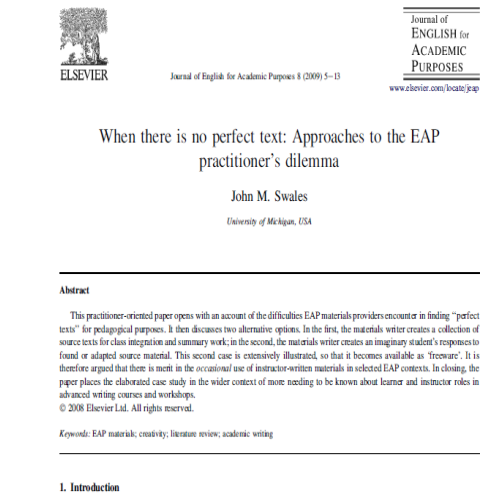 Journal of
ENGLISH for
ACADEMIC
PURPOSES
ELSEVIER
Journal of English for Academic Purposes 8 (2009) 5–13
www.elsevier.com/locate/jeap
When there is no perfect text: Approaches to the EAP
practitioner's dilemma
John M. Swales
University of Michigan, USA
Abstract
This practitioner-oriented paper opens with an account of the difficulties EAP materials providers encounter in finding "perfect
texts" for pedagogical purposes. It then discusses two alternative options. In the first, the materials writer creates a collection of
source texts for class integration and summary work; in the second, the materials writer creates an imaginary student's responses to
found or adapted source material. This second case is extensively illustrated, so that it becomes available as 'freeware'. It is
therefore argued that there is merit in the occasional use of instructor-written materials in selected EAP contexts. In closing, the
paper places the elaborated case study in the wider context of more needing to be known about learner and instructor roles in
advanced writing courses and workshops.
© 2008 Elsevier Ltd. All rights reserved.
Keywords: EAP materials; creativity; literature review; academic writing
1. Introduction